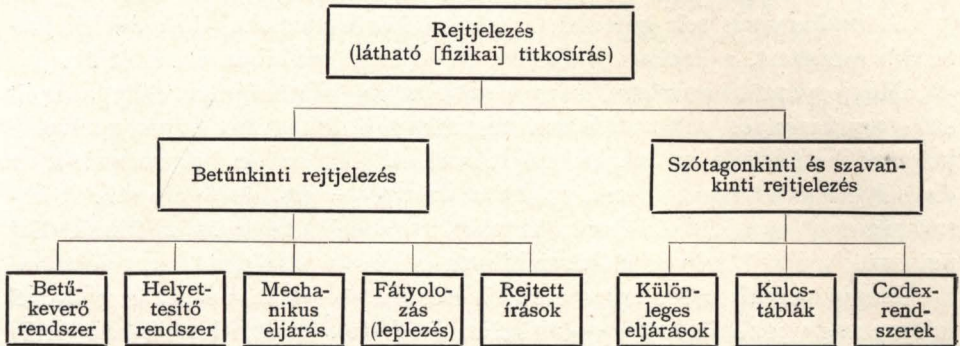 Rejtjelezés
(látható [fizikai] titkosírás)
Betűnkinti rejtjelezés
Szótagonkinti és szavan-
kinti rejtjelezés
Betű-
keverő
rendszer
Helyet-
tesítő
rendszer
Mecha-
nikus
eljárás
Fátyolo-
zás
(leplezés)
Rejtett
írások
Külön-
leges
eljárások
Kulcs-
táblák
Codex-
rend-
szerek